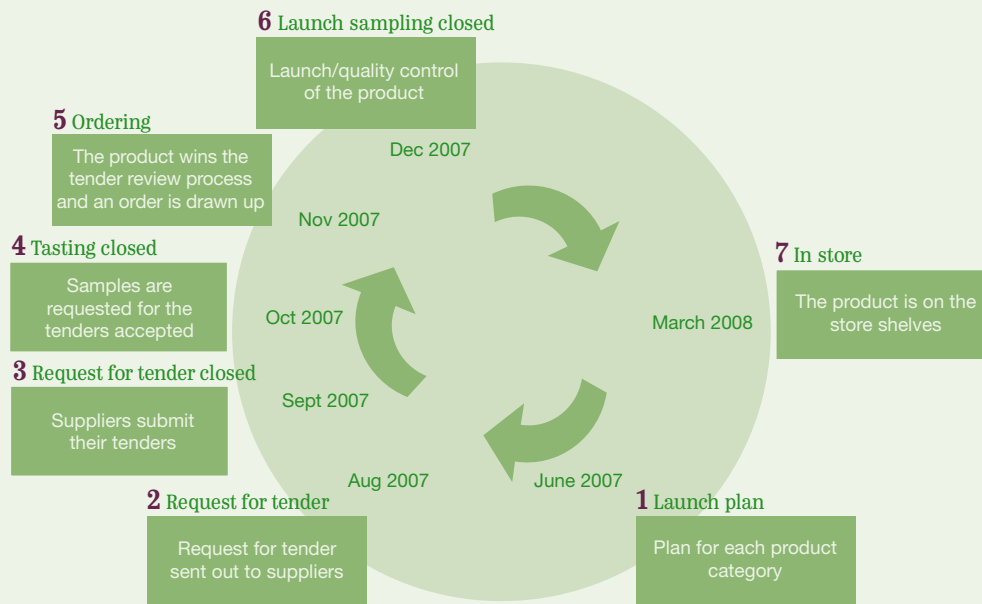 6 Launch sampling closed
Launch/quality control
of the product
Dec 2007
5 Ordering
The product wins the
tender review process
and an order is drawn up
Nov 2007
4 Tasting closed
Samples are
requested for the
tenders accepted
Oct 2007
7 In store
The product is on the
store shelves
March 2008
3 Request for tender closed
Suppliers submit
their tenders
Sept 2007
Aug 2007
June 2007
2 Request for tender
Request for tender
sent out to suppliers
1 Launch plan
Plan for each product
category